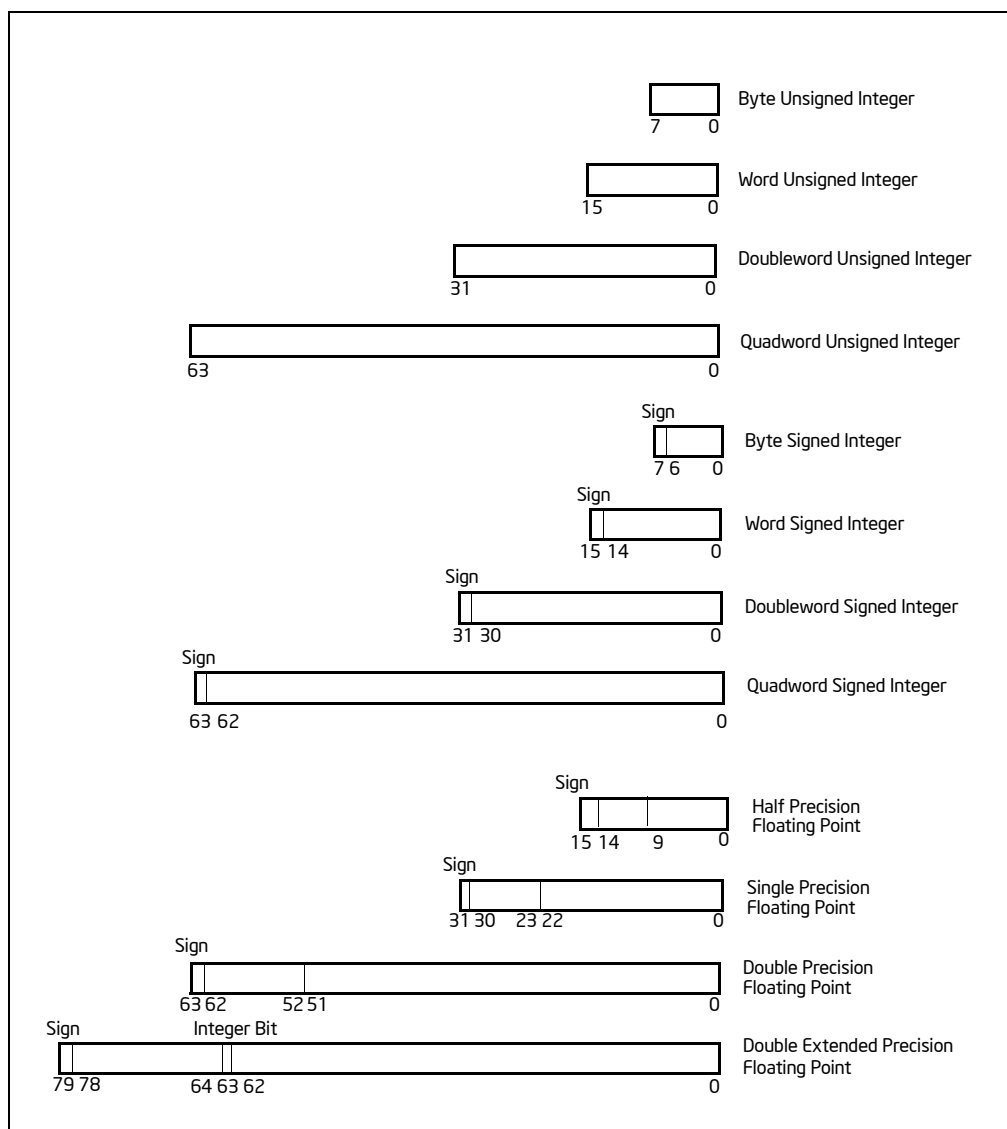 Byte Unsigned Integer
7 0
Word Unsigned Integer
15 0
Doubleword Unsigned Integer
31 0
Quadword Unsigned Integer
63 0
Sign
Byte Signed Integer
7 6 0
Sign
Word Signed Integer
15 14 0
Sign
Doubleword Signed Integer
31 30 0
Sign
Quadword Signed Integer
63 62 0
Sign
Half Precision
Floating Point
15 14 9 0
Sign
Single Precision
Floating Point
31 30 23 22 0
Sign
Double Precision
Floating Point
63 62 52 51 0
Sign Integer Bit
Double Extended Precision
Floating Point
79 78 64 63 62 0